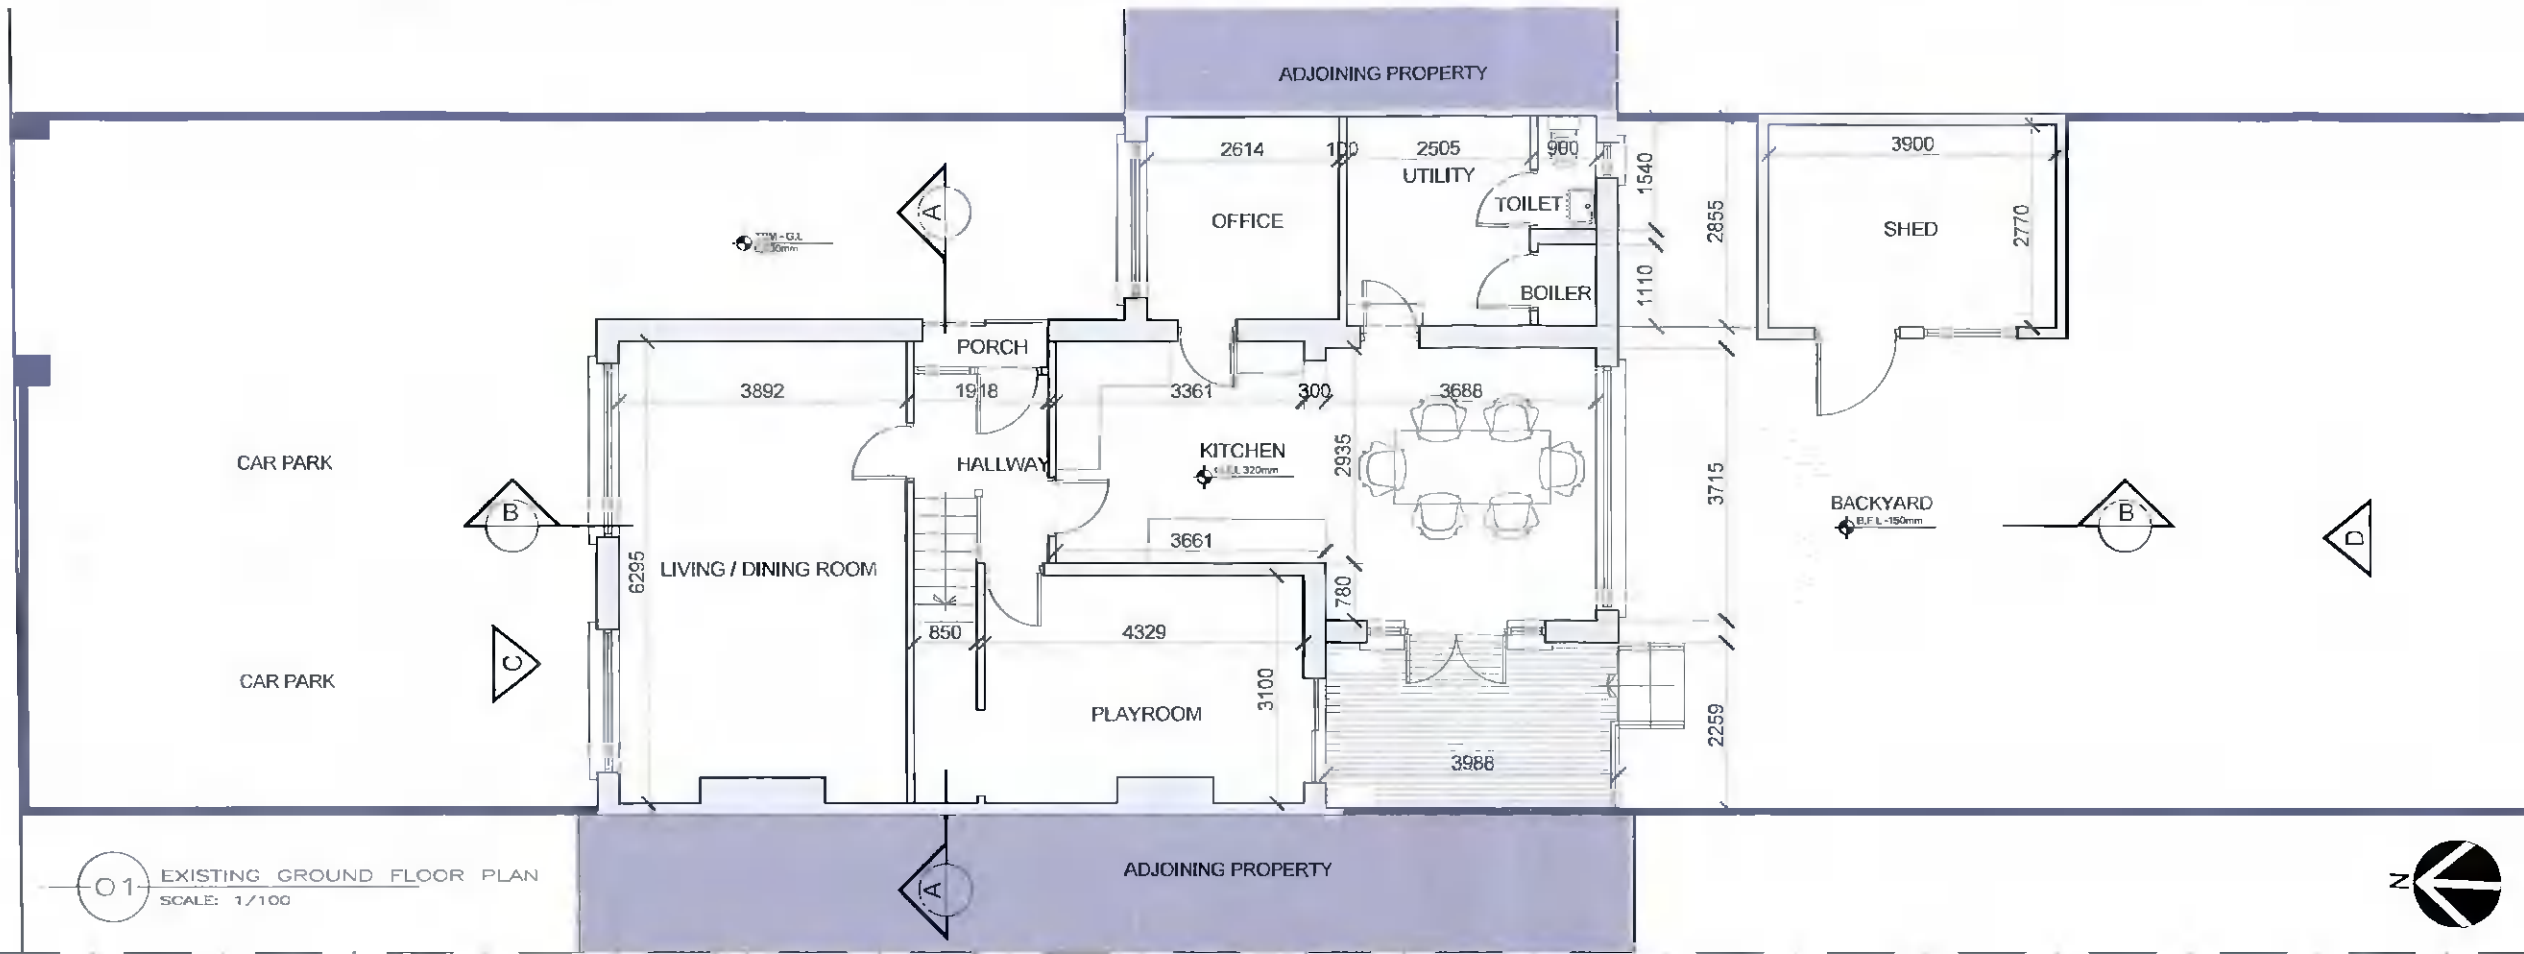 ADJOINING PROPERTY
2614
100
2505
900
UTILITY
TOILET
OFFICE
BOILER
1540
1110
2855
3900
2770
SHED
A
PORCH
3892
1918
3361
300
3688
HALLWAY
KITCHEN
320mm
2935
3661
780
3715
CAR PARK
B
LIVING / DINING ROOM
6295
850
4329
C
CAR PARK
PLAYROOM
3100
3988
2259
BACKYARD
-150mm
B
D
ADJOINING PROPERTY
A
01
EXISTING GROUND FLOOR PLAN
SCALE: 1/100
N